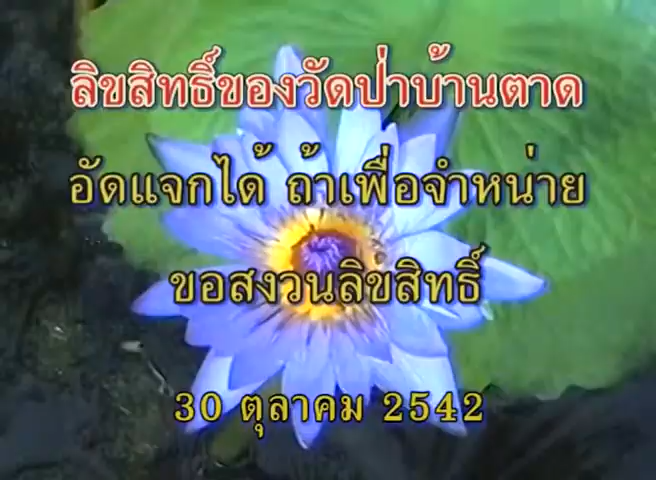 ลิขสิทธิ์ของวัดป่าบ้านตาด
อัดแจกได้ ถ้าเพื่อจำหน่าย
ขอสงวนลิขสิทธิ์
30 ตุลาคม 2542